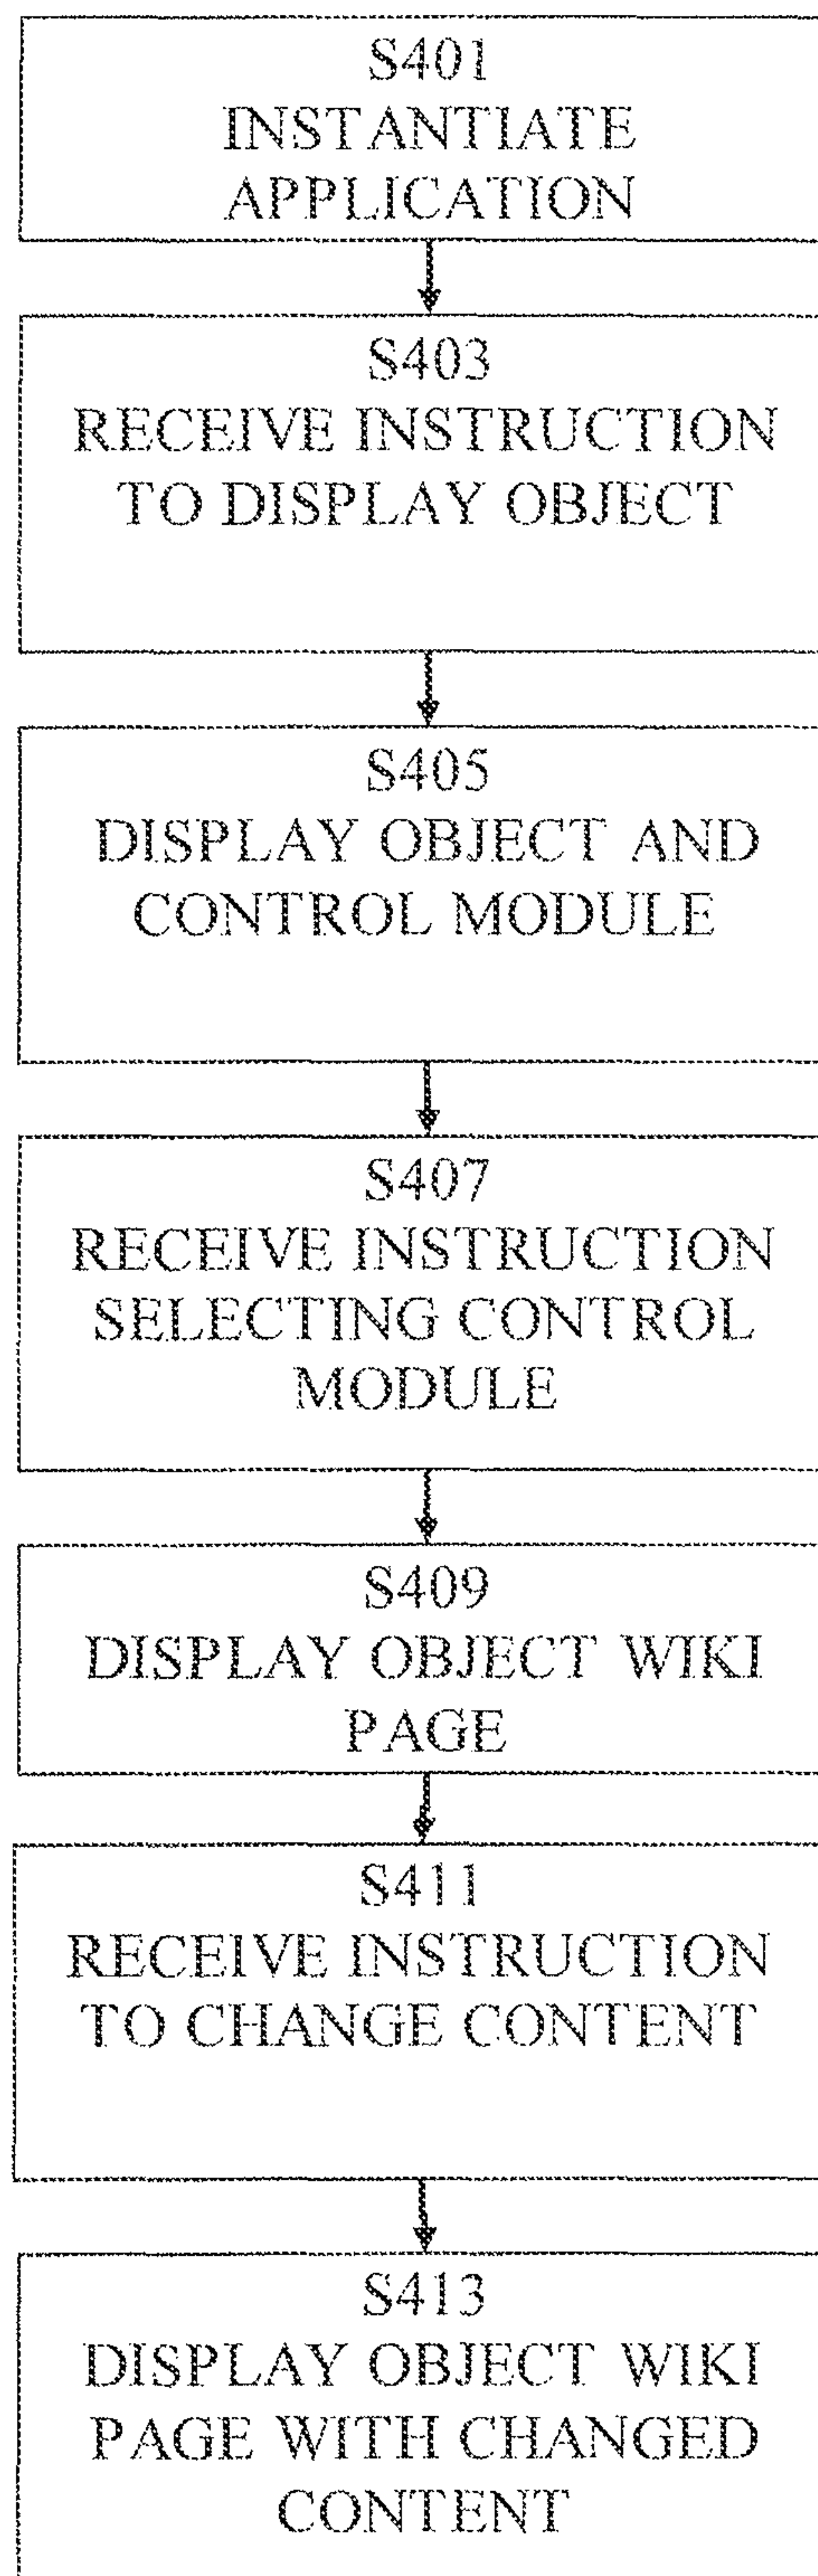 S401
INSTANTIATE
APPLICATION
S403
RECEIVE INSTRUCTION
TO DISPLAY OBJECT
S405
DISPLAY OBJECT AND
CONTROL MODULE
S407
RECEIVE INSTRUCTION
SELECTING CONTROL
MODULE
S409
DISPLAY OBJECT WIKI
PAGE
S411
RECEIVE INSTRUCTION
TO CHANGE CONTENT
S413
DISPLAY OBJECT WIKI
PAGE WITH CHANGED
CONTENT